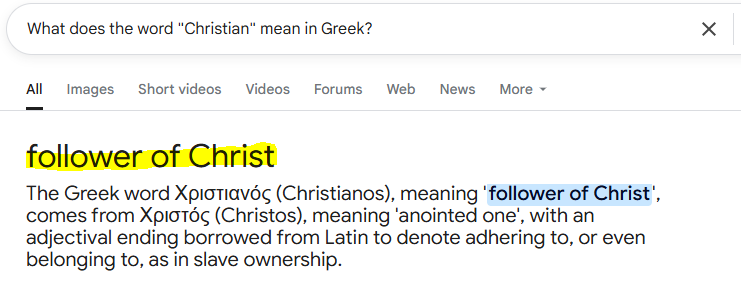 What does the word "Christian" mean in Greek?
All Images Short videos Videos Forums Web News More
follower of Christ
The Greek word Χριστιανός (Christianos), meaning 'follower of Christ',
comes from Χριστός (Christos), meaning 'anointed one', with an
adjectival ending borrowed from Latin to denote adhering to, or even
belonging to, as in slave ownership.